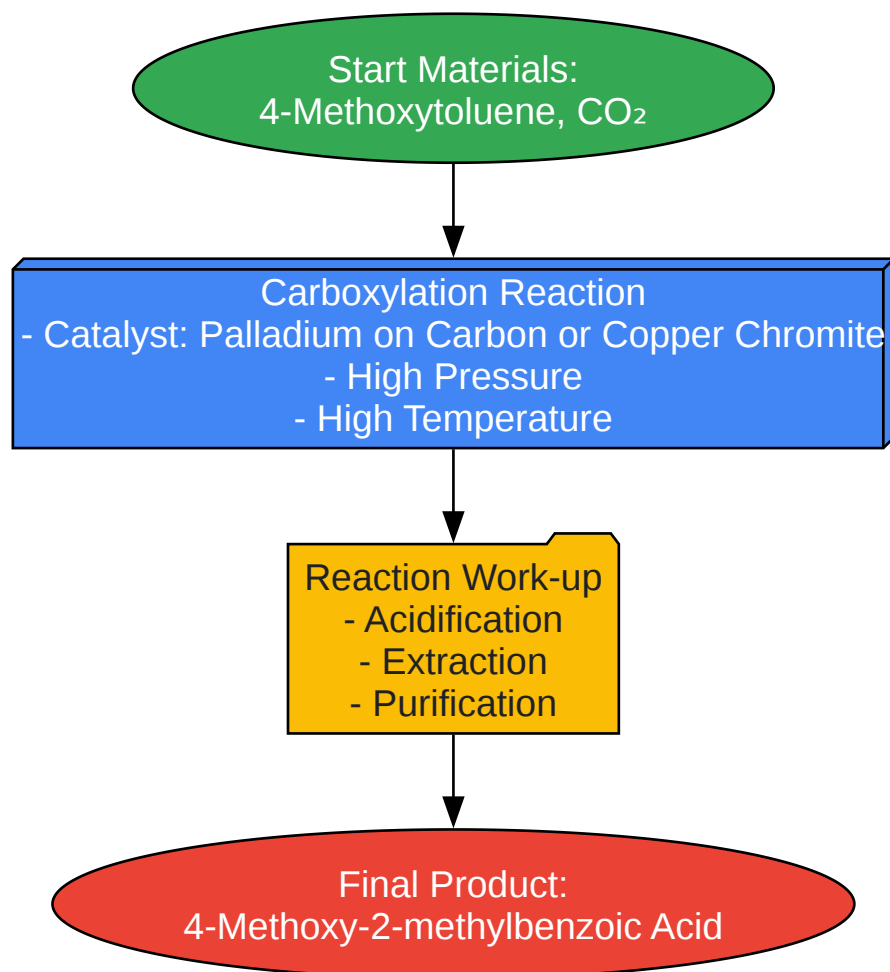 Start Materials:
4-Methoxytoluene, CO₂
Carboxylation Reaction
- Catalyst: Palladium on Carbon or Copper Chromite
- High Pressure
- High Temperature
Reaction Work-up
- Acidification
- Extraction
- Purification
Final Product:
4-Methoxy-2-methylbenzoic Acid